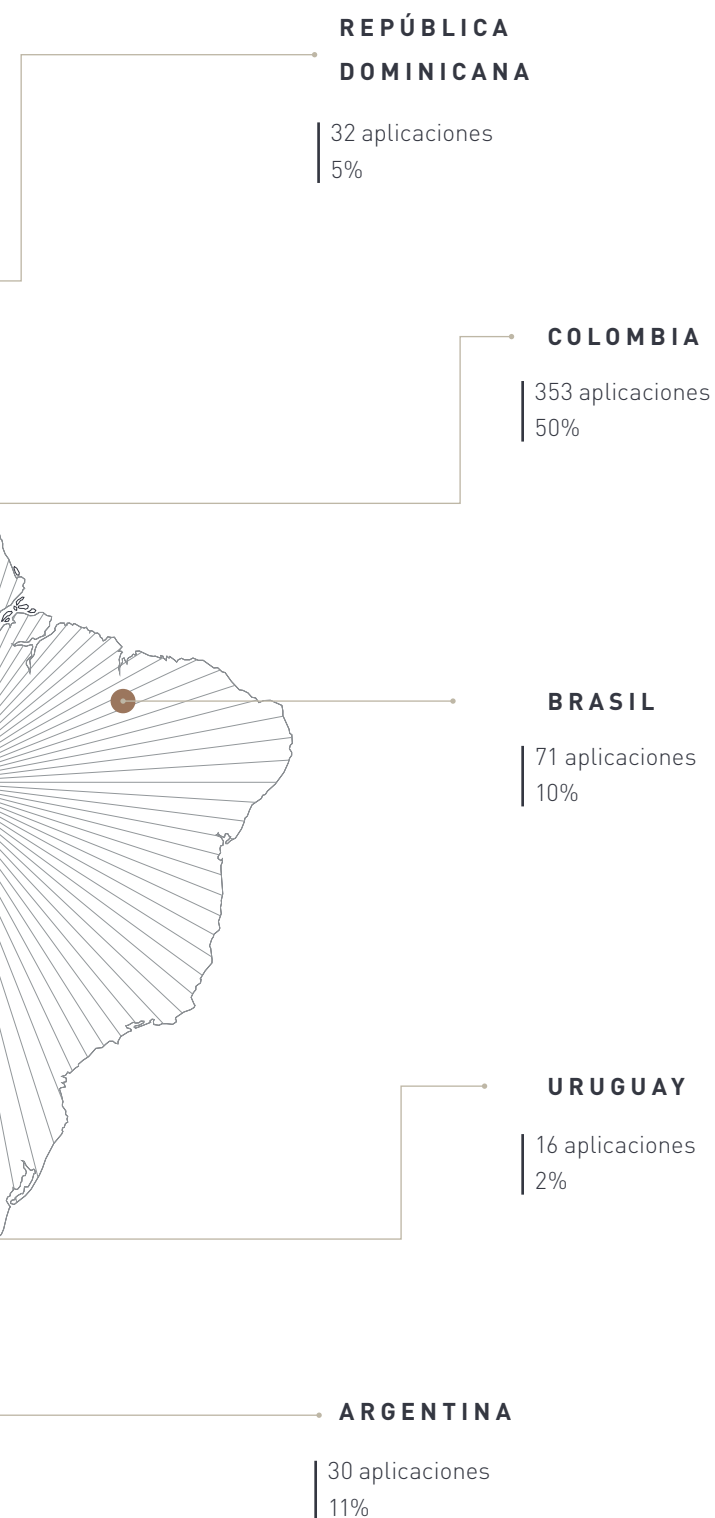 REPÚBLICA
DOMINICANA
32 aplicaciones
5%
COLOMBIA
353 aplicaciones
50%
BRASIL
71 aplicaciones
10%
URUGUAY
16 aplicaciones
2%
ARGENTINA
30 aplicaciones
11%